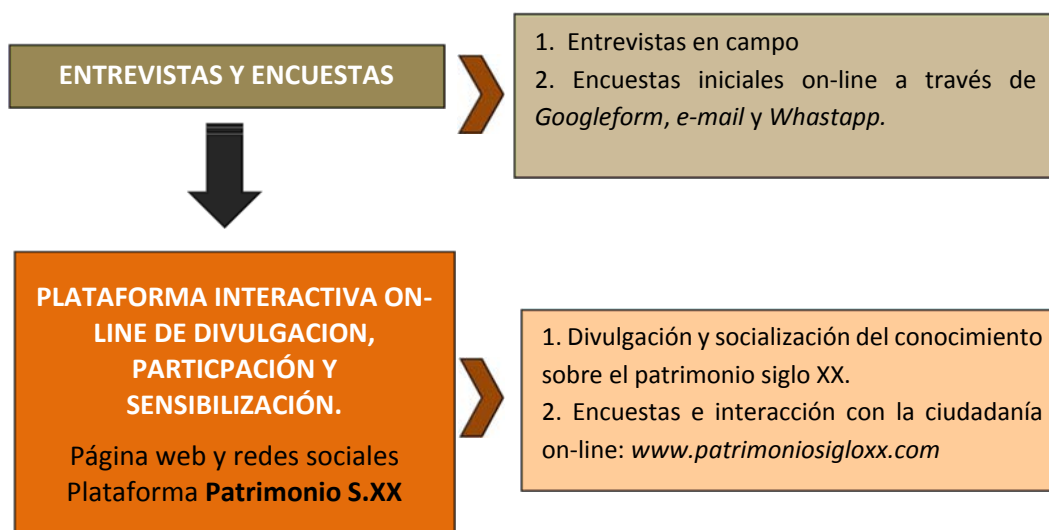 ENTREVISTAS Y ENCUESTAS
1. Entrevistas en campo
2. Encuestas iniciales on-line a través de
Googleform, e-mail y Whastapp.
PLATAFORMA INTERACTIVA ON-
LINE DE DIVULGACION,
PARTICPACIÓN Y
SENSIBILIZACIÓN.
Página web y redes sociales
Plataforma Patrimonio S.XX
1. Divulgación y socialización del conocimiento
sobre el patrimonio siglo XX.
2. Encuestas e interacción con la ciudadanía
on-line: www.patrimoniosigloxx.com